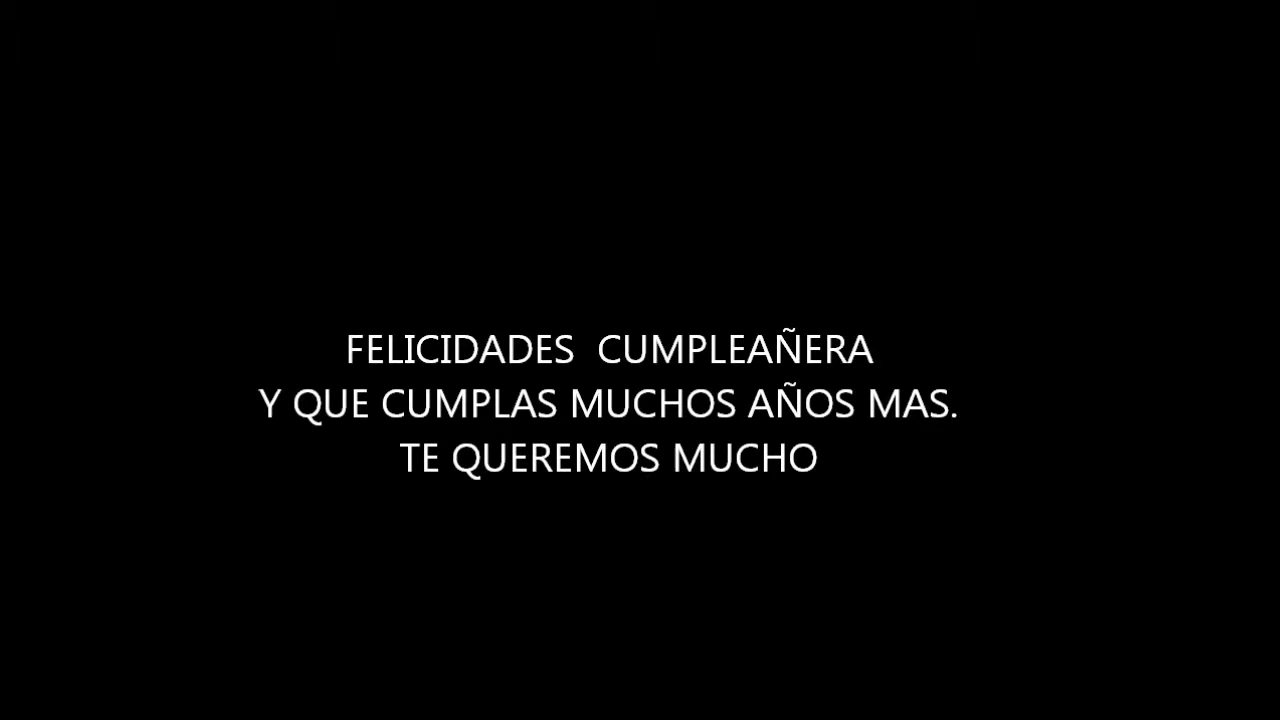 FELICIDADES  CUMPLEAÑERA
Y QUE CUMPLAS MUCHOS AÑOS MAS.
TE QUEREMOS MUCHO